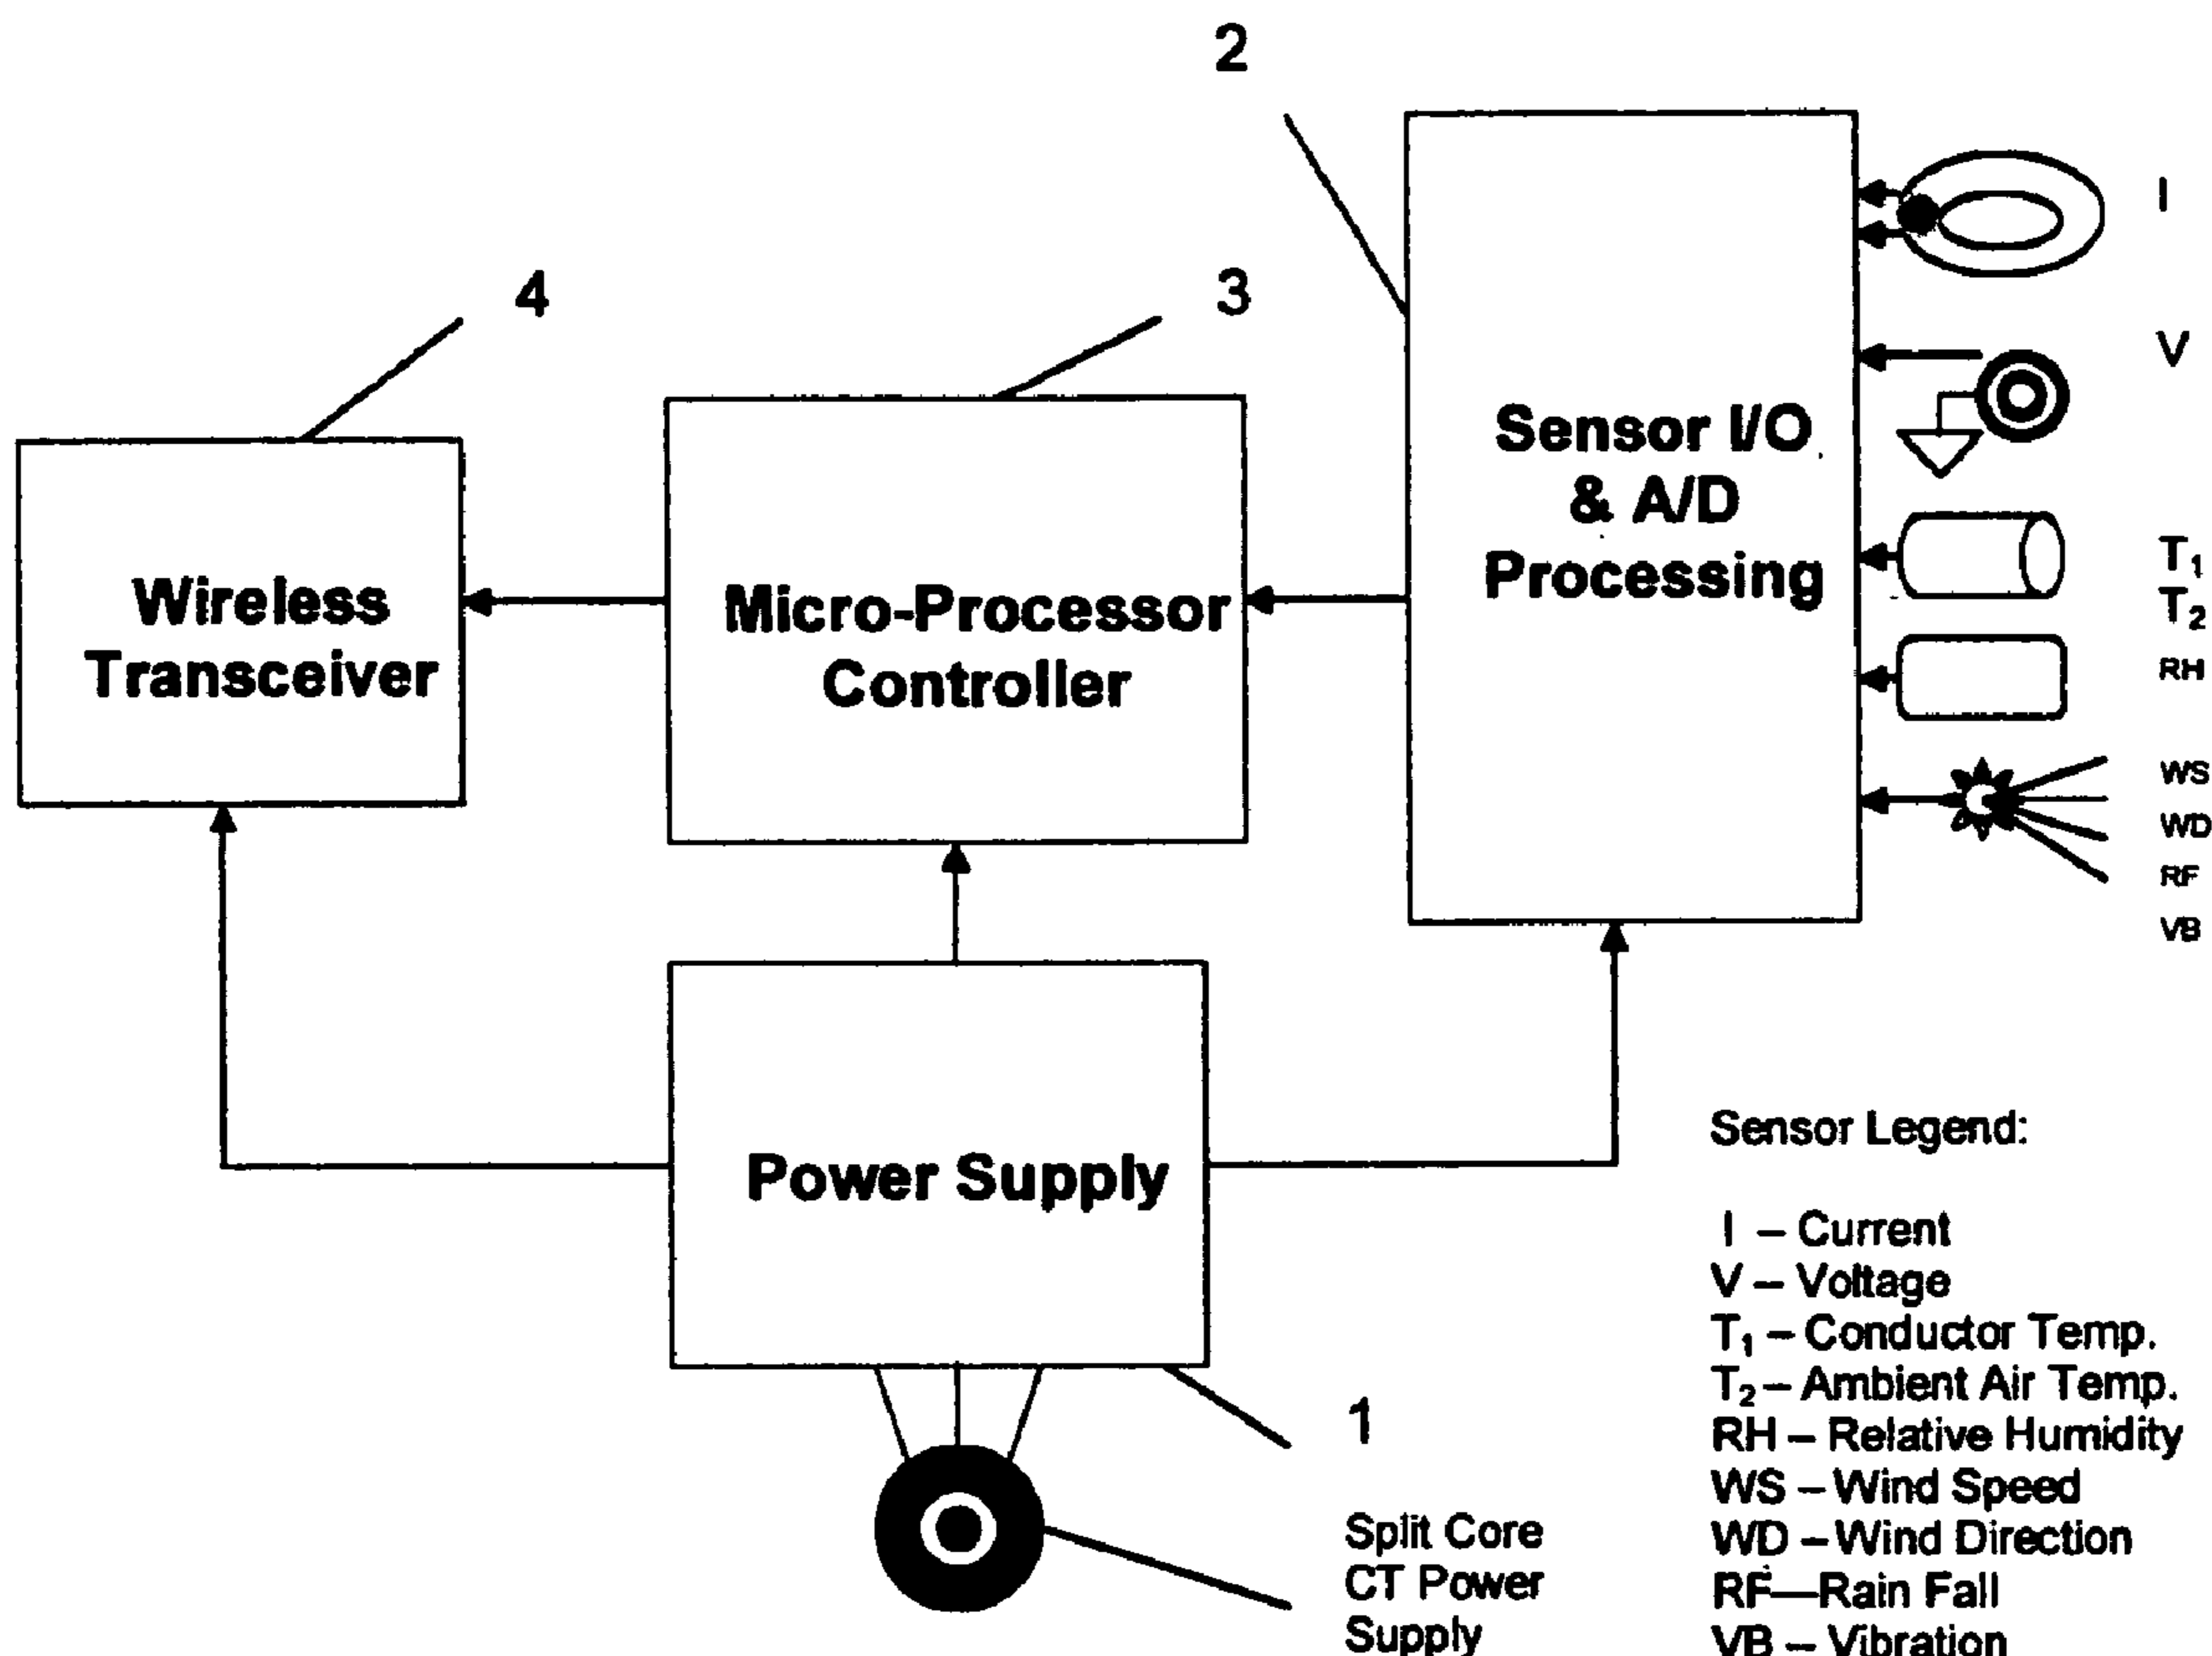 2
I
4
3
V
Sensor I/O
& A/D
Processing
T₁
T₂
Wireless
Transceiver
Micro-Processor
Controller
RH
WS
WD
RF
VB
Power Supply
1
Split Core
CT Power
Supply
Sensor Legend:
I – Current
V – Voltage
T₁ – Conductor Temp.
T₂ – Ambient Air Temp.
RH – Relative Humidity
WS – Wind Speed
WD – Wind Direction
RF—Rain Fall
VB – Vibration